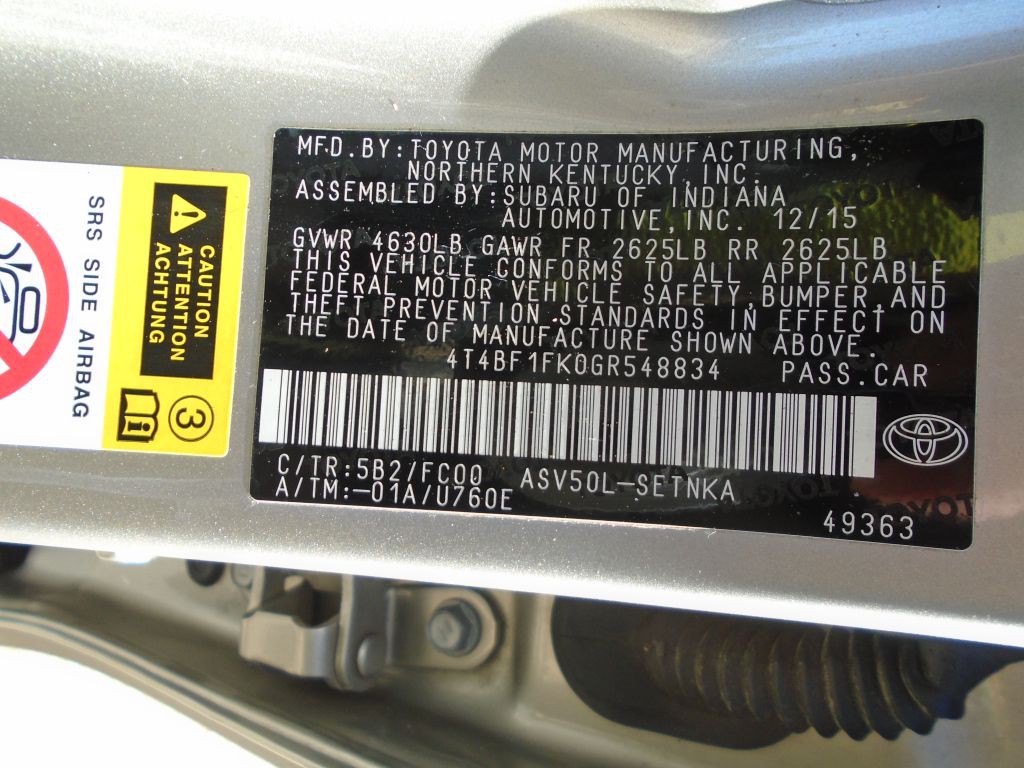 MFD.BY:TOYOTA MOTOR MANUFACTURING,
NORTHERN KENTUCKY,INC.
ASSEMBLED BY:SUBARU OF INDIANA
AUTOMOTIVE,INC. 12/15
GVWR 4630LB GAWR FR 2625LB RR 2625LB
THIS VEHICLE CONFORMS TO ALL APPLICABLE
FEDERAL MOTOR VEHICLE SAFETY,BUMPER,AND
THEFT PREVENTION STANDARDS IN EFFECT ON
THE DATE OF MANUFACTURE SHOWN ABOVE.
4T4BF1FK0GR548834 PASS.CAR
C/TR:5B2/FC00 ASV50L-SETNKA
A/TM:-01A/U760E
49363
CAUTION
ATTENTION
ACHTUNG
3
SRS SIDE AIRBAG